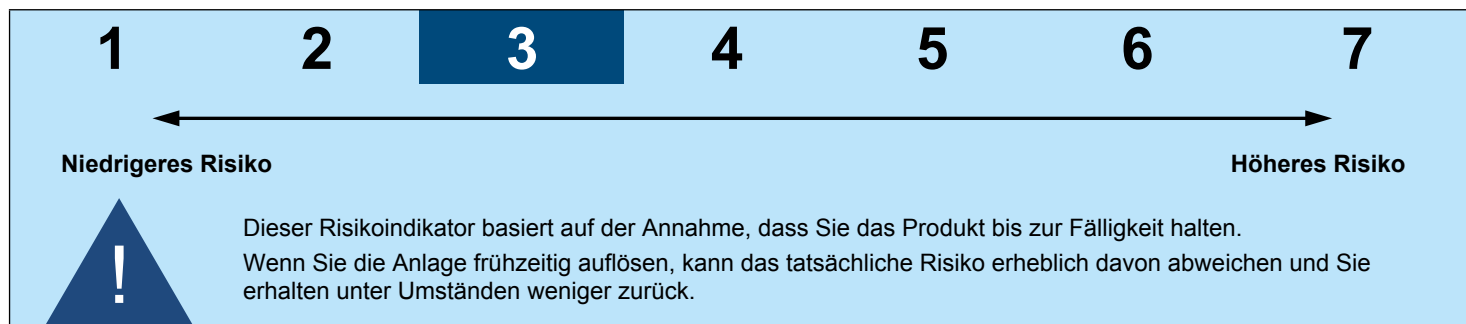 1 2 3 4 5 6 7
Niedrigeres Risiko Höheres Risiko
Dieser Risikoindikator basiert auf der Annahme, dass Sie das Produkt bis zur Fälligkeit halten.
Wenn Sie die Anlage frühzeitig auflösen, kann das tatsächliche Risiko erheblich davon abweichen und Sie
erhalten unter Umständen weniger zurück.
!